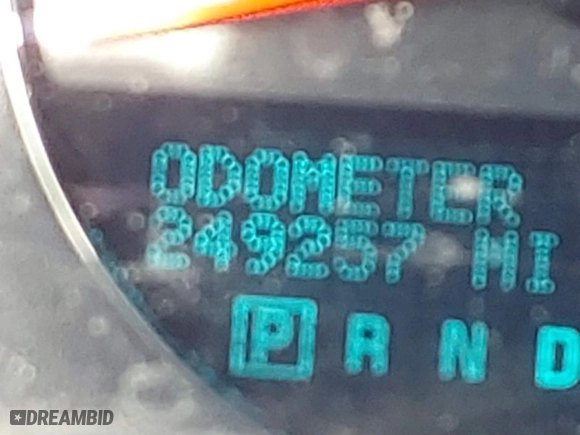 ODOMETER
249257 MI
P R N D
DREAMBID